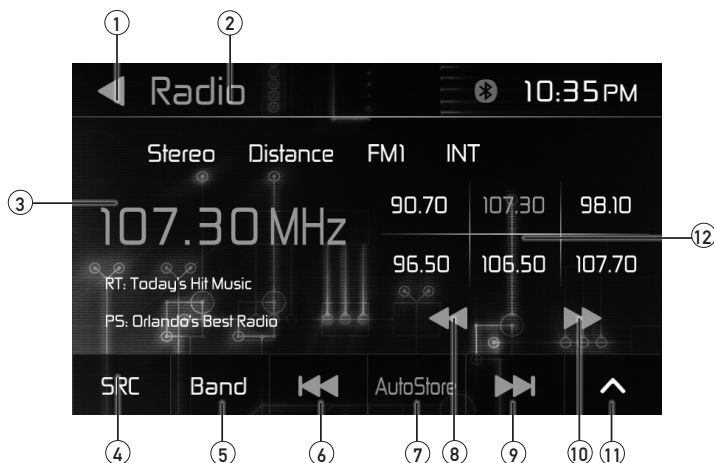 1 2
Radio 10:35 PM
Stereo Distance FM1 INT
3
107.30 MHz
90.70 107.30 98.10
12
96.50 106.50 107.70
RT: Today's Hit Music
PS: Orlando's Best Radio
SRC Band AutoStore
4 5 6 7 8 9 10 11